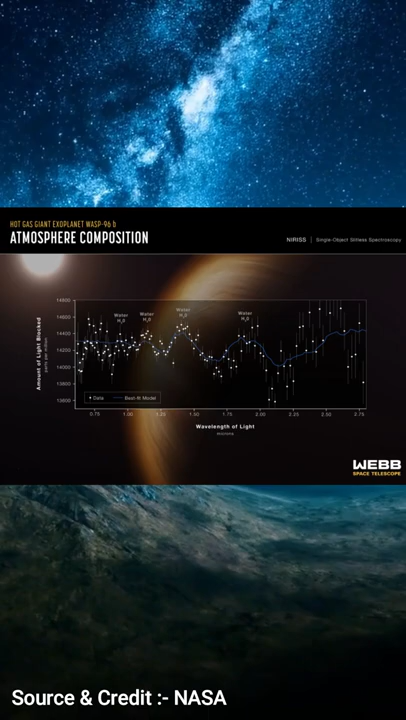 HOT GAS GIANT EXOPLANET WASP-96 b
ATMOSPHERE COMPOSITION
NIRISS | Single-Object Slitless Spectroscopy
Amount of Light Blocked
parts per million
14800
14600
14400
14200
14000
13800
13600
Water
H₂O
Water
H₂O
Water
H₂O
Water
H₂O
Data
Best-fit Model
0.75
1.00
1.25
1.50
1.75
2.00
2.25
2.50
2.75
Wavelength of Light
microns
WEBB
SPACE TELESCOPE
Source & Credit :- NASA